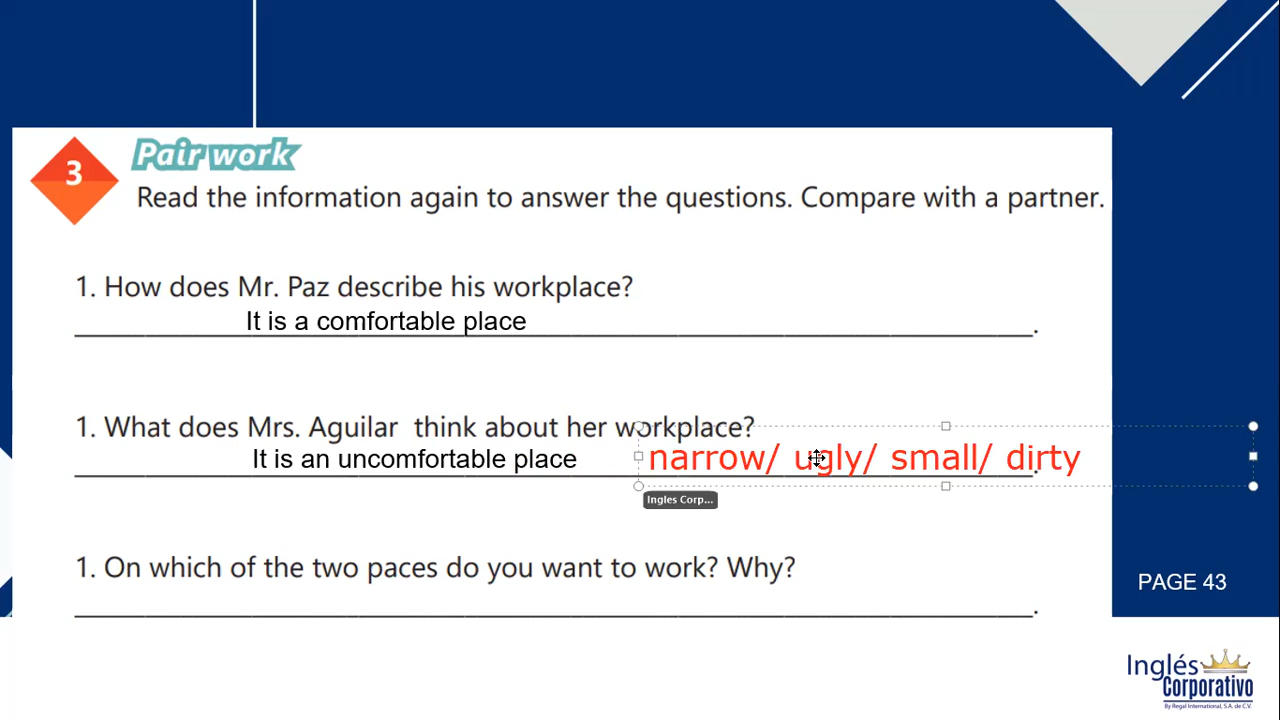 3
Pair work
Read the information again to answer the questions. Compare with a partner.
1. How does Mr. Paz describe his workplace?
It is a comfortable place
1. What does Mrs. Aguilar think about her workplace?
It is an uncomfortable place narrow/ ugly/ small/ dirty
Ingles Corp...
1. On which of the two paces do you want to work? Why?
PAGE 43
Inglés
Corporativo
By Regal International, S.A. de C.V.